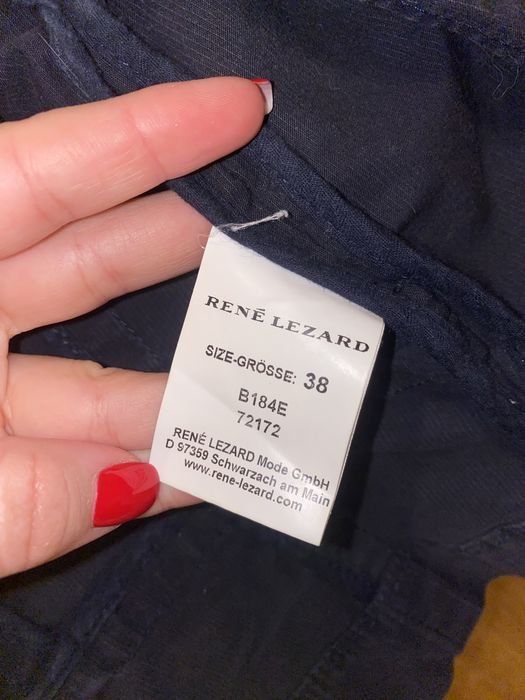 RENÉ LEZARD
SIZE-GRÖSSE: 38
B184E
72172
RENÉ LEZARD Mode GmbH
D 97359 Schwarzach am Main
www.rene-lezard.com